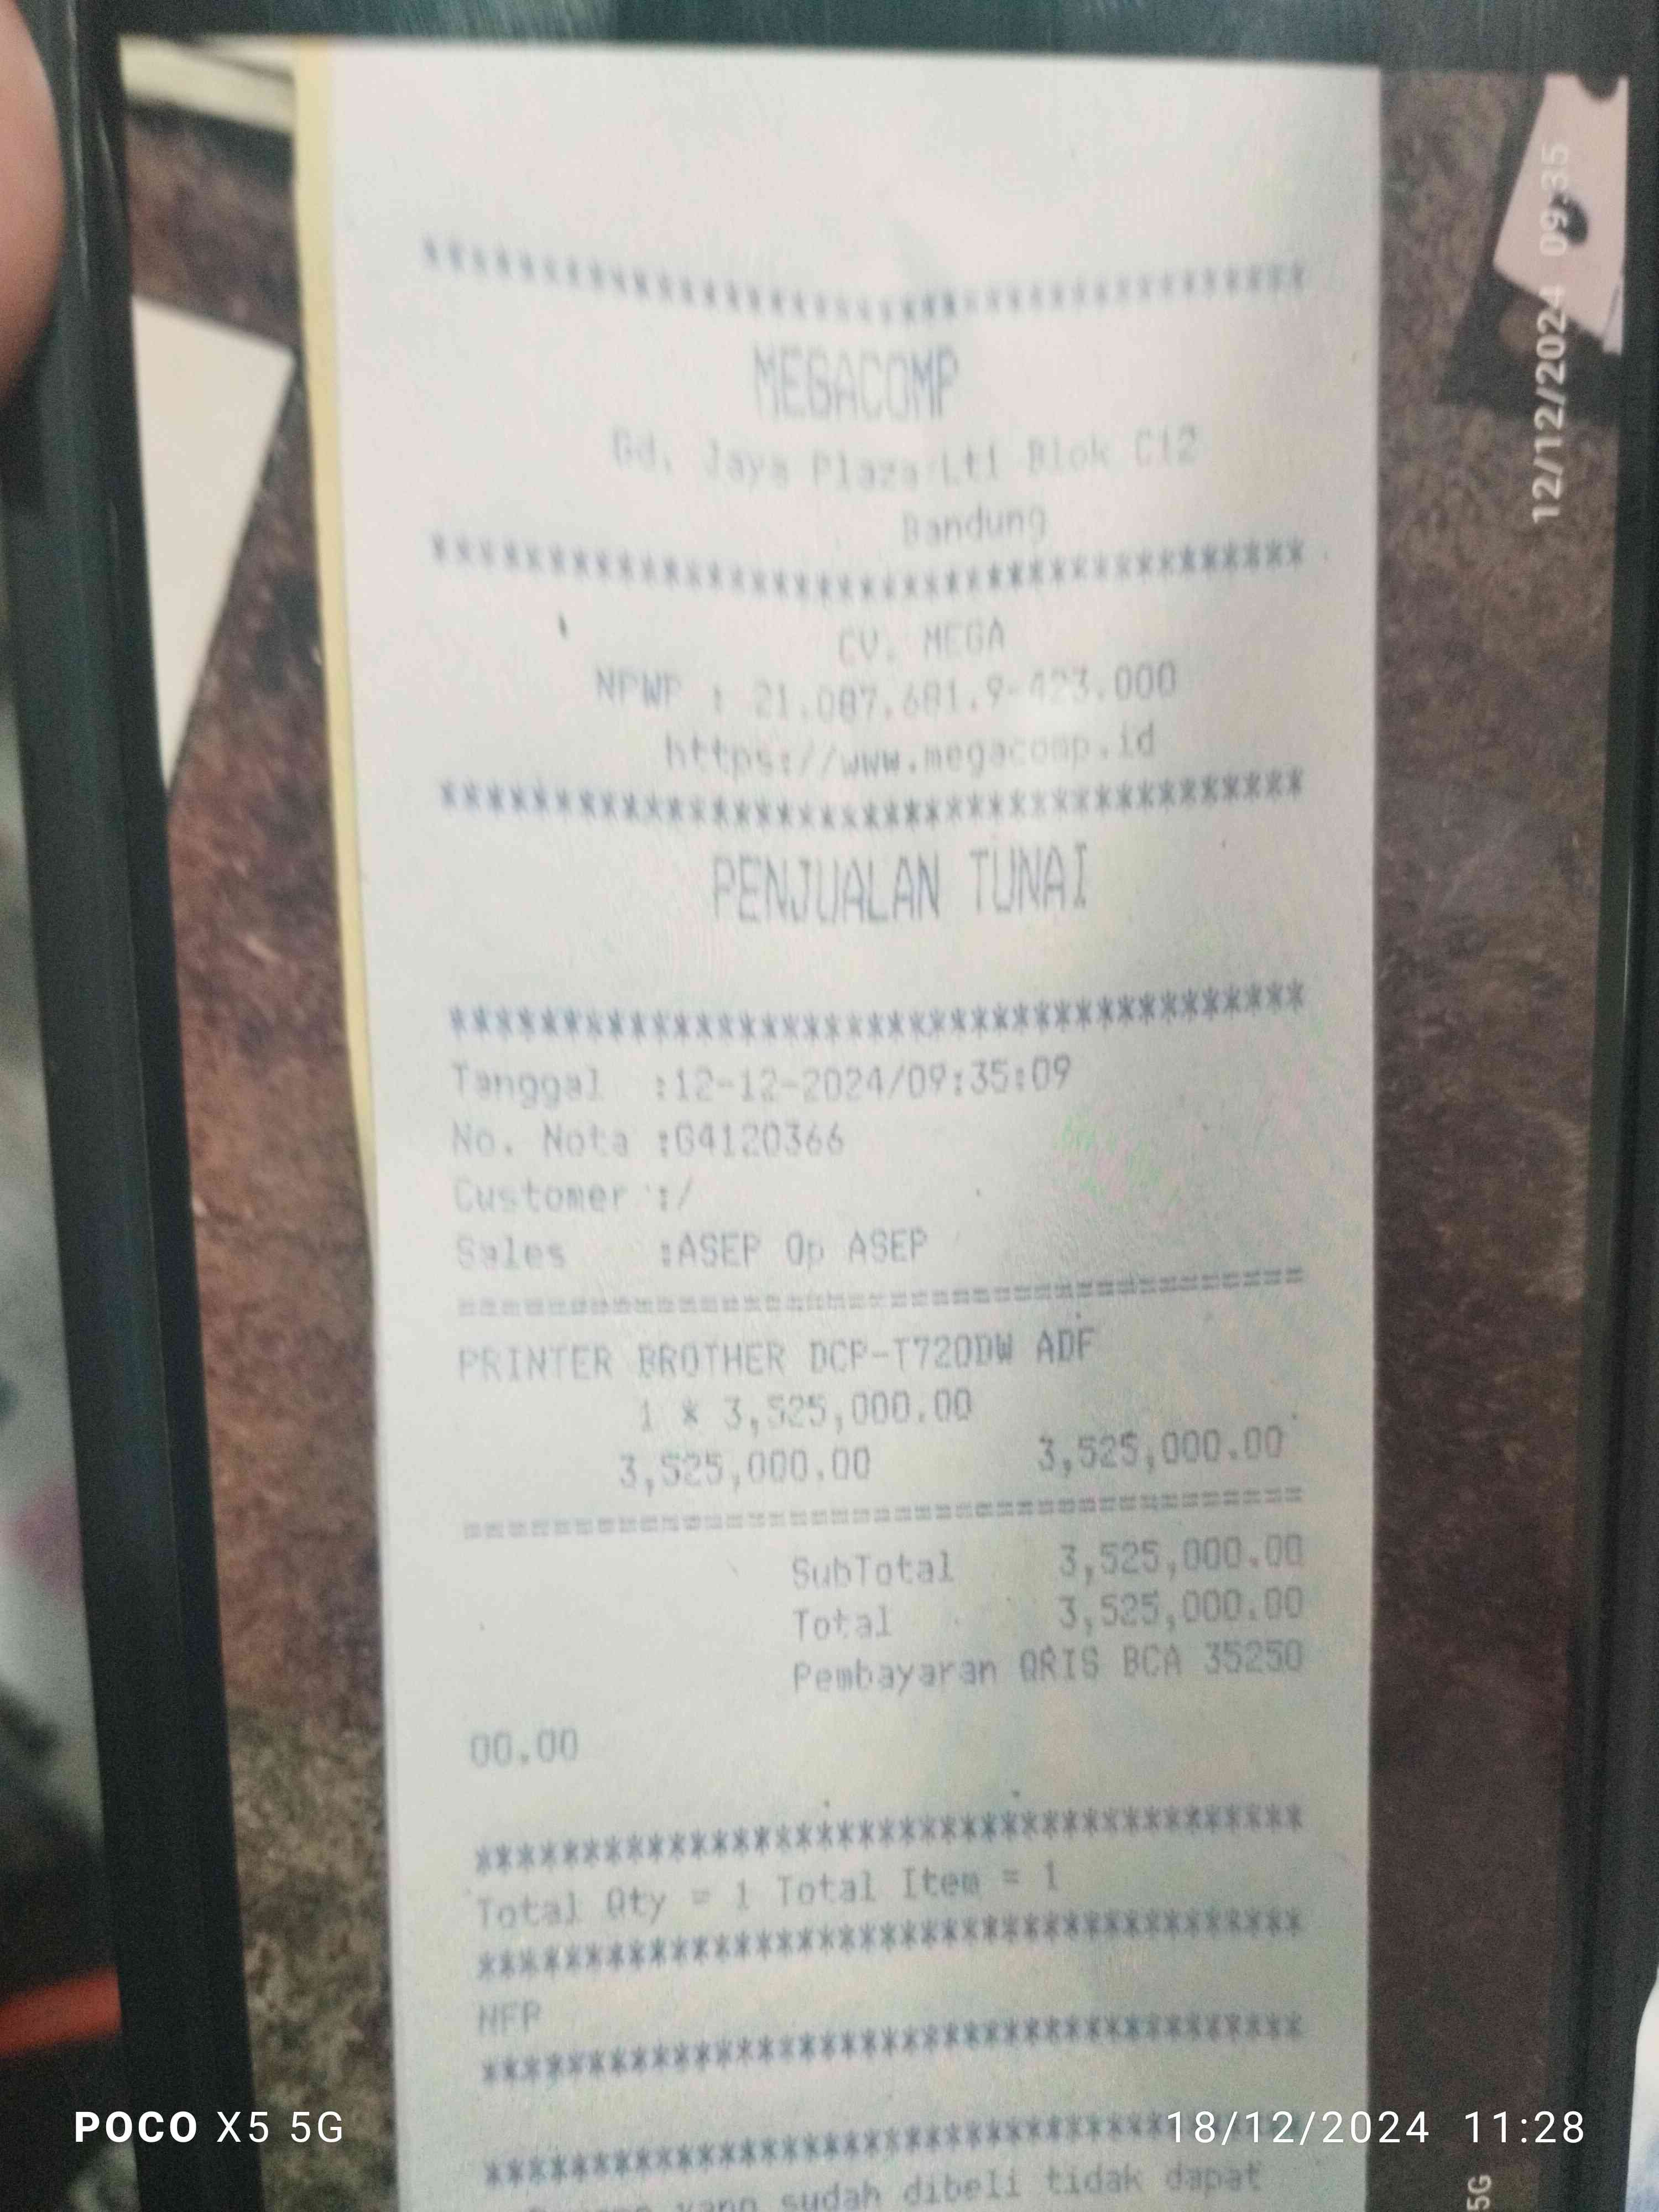 ************************************
MEGACOMP
Gd. Jaya Plaza Lt1 Blok C12
Bandung
************************************
CV. MEGA
NPWP : 21.087.681.9-423.000
https://www.megacomp.id
************************************
PENJUALAN TUNAI
************************************
Tanggal :12-12-2024/09:35:09
No. Nota :G4120366
Customer :/
Sales :ASEP Op ASEP
========================================
PRINTER BROTHER DCP-T720DW ADF
1 * 3,525,000.00
3,525,000.00 3,525,000.00
========================================
SubTotal 3,525,000.00
Total 3,525,000.00
Pembayaran QRIS BCA 35250
00.00
****************************************
Total Qty = 1 Total Item = 1
****************************************
NFP
****************************************
****************************************
yang sudah dibeli tidak dapat
12/12/2024 09:35
5G
POCO X5 5G
18/12/2024 11:28